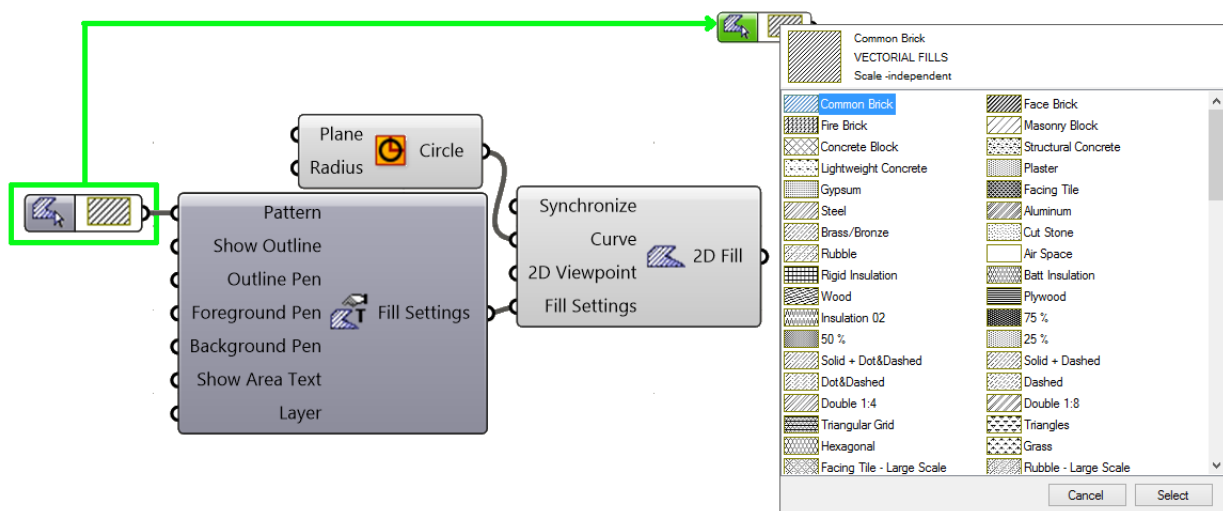 Common Brick
VECTORIAL FILLS
Scale -independent
Common Brick
Face Brick
Fire Brick
Masonry Block
Concrete Block
Structural Concrete
Lightweight Concrete
Plaster
Gypsum
Facing Tile
Steel
Aluminum
Brass/Bronze
Cut Stone
Rubble
Air Space
Rigid Insulation
Batt Insulation
Wood
Plywood
Insulation 02
75 %
50 %
25 %
Solid + Dot&Dashed
Solid + Dashed
Dot&Dashed
Dashed
Double 1:4
Double 1:8
Triangular Grid
Triangles
Hexagonal
Grass
Facing Tile - Large Scale
Rubble - Large Scale
Cancel
Select
Plane
Radius
Circle
Pattern
Show Outline
Outline Pen
Foreground Pen
Background Pen
Show Area Text
Layer
T
Fill Settings
Synchronize
Curve
2D Viewpoint
Fill Settings
2D Fill